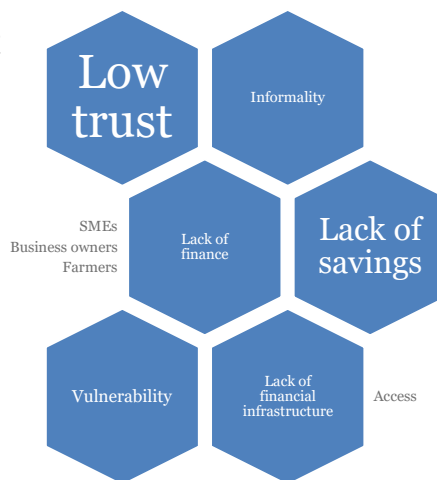 Low
trust
Informality
SMEs
Business owners
Farmers
Lack of
finance
Lack of
savings
Vulnerability
Lack of
financial
infrastructure
Access